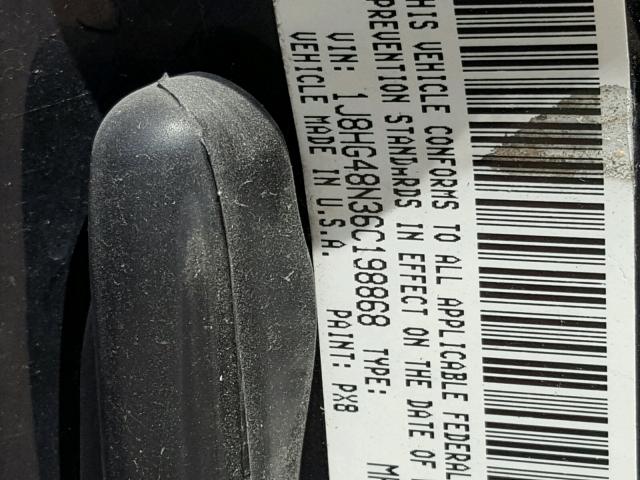 HIS VEHICLE CONFORMS TO ALL APPLICABLE FEDERAL
PREVENTION STANDARDS IN EFFECT ON THE DATE OF
VIN: 1J8HG48N36C198868 TYPE:
VEHICLE MADE IN U.S.A. PAINT: PX8